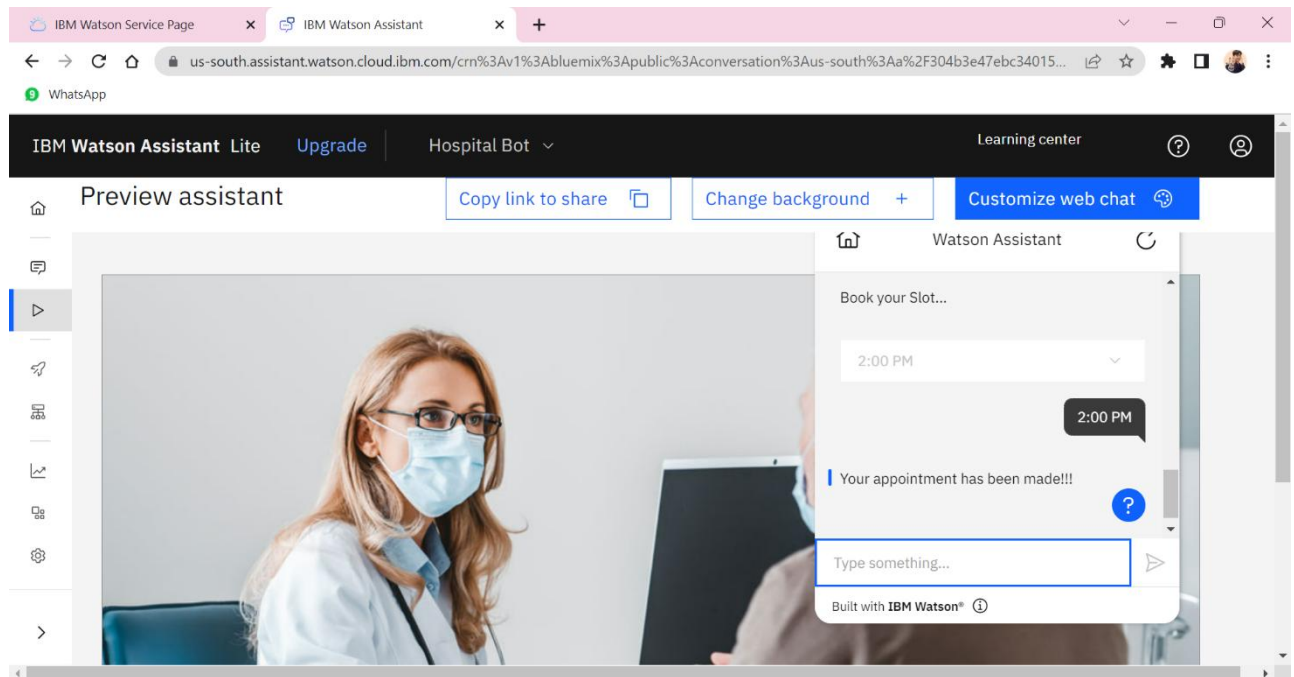 IBM Watson Service Page
IBM Watson Assistant
us-south.assistant.watson.cloud.ibm.com/crn%3Av1%3Abluemix%3Apublic%3Aconversation%3Aus-south%3Aa%2F304b3e47ebc34015...
WhatsApp
IBM Watson Assistant Lite Upgrade Hospital Bot Learning center
Preview assistant Copy link to share Change background + Customize web chat
Watson Assistant
Book your Slot...
2:00 PM
2:00 PM
Your appointment has been made!!!
?
Type something...
Built with IBM Watson®